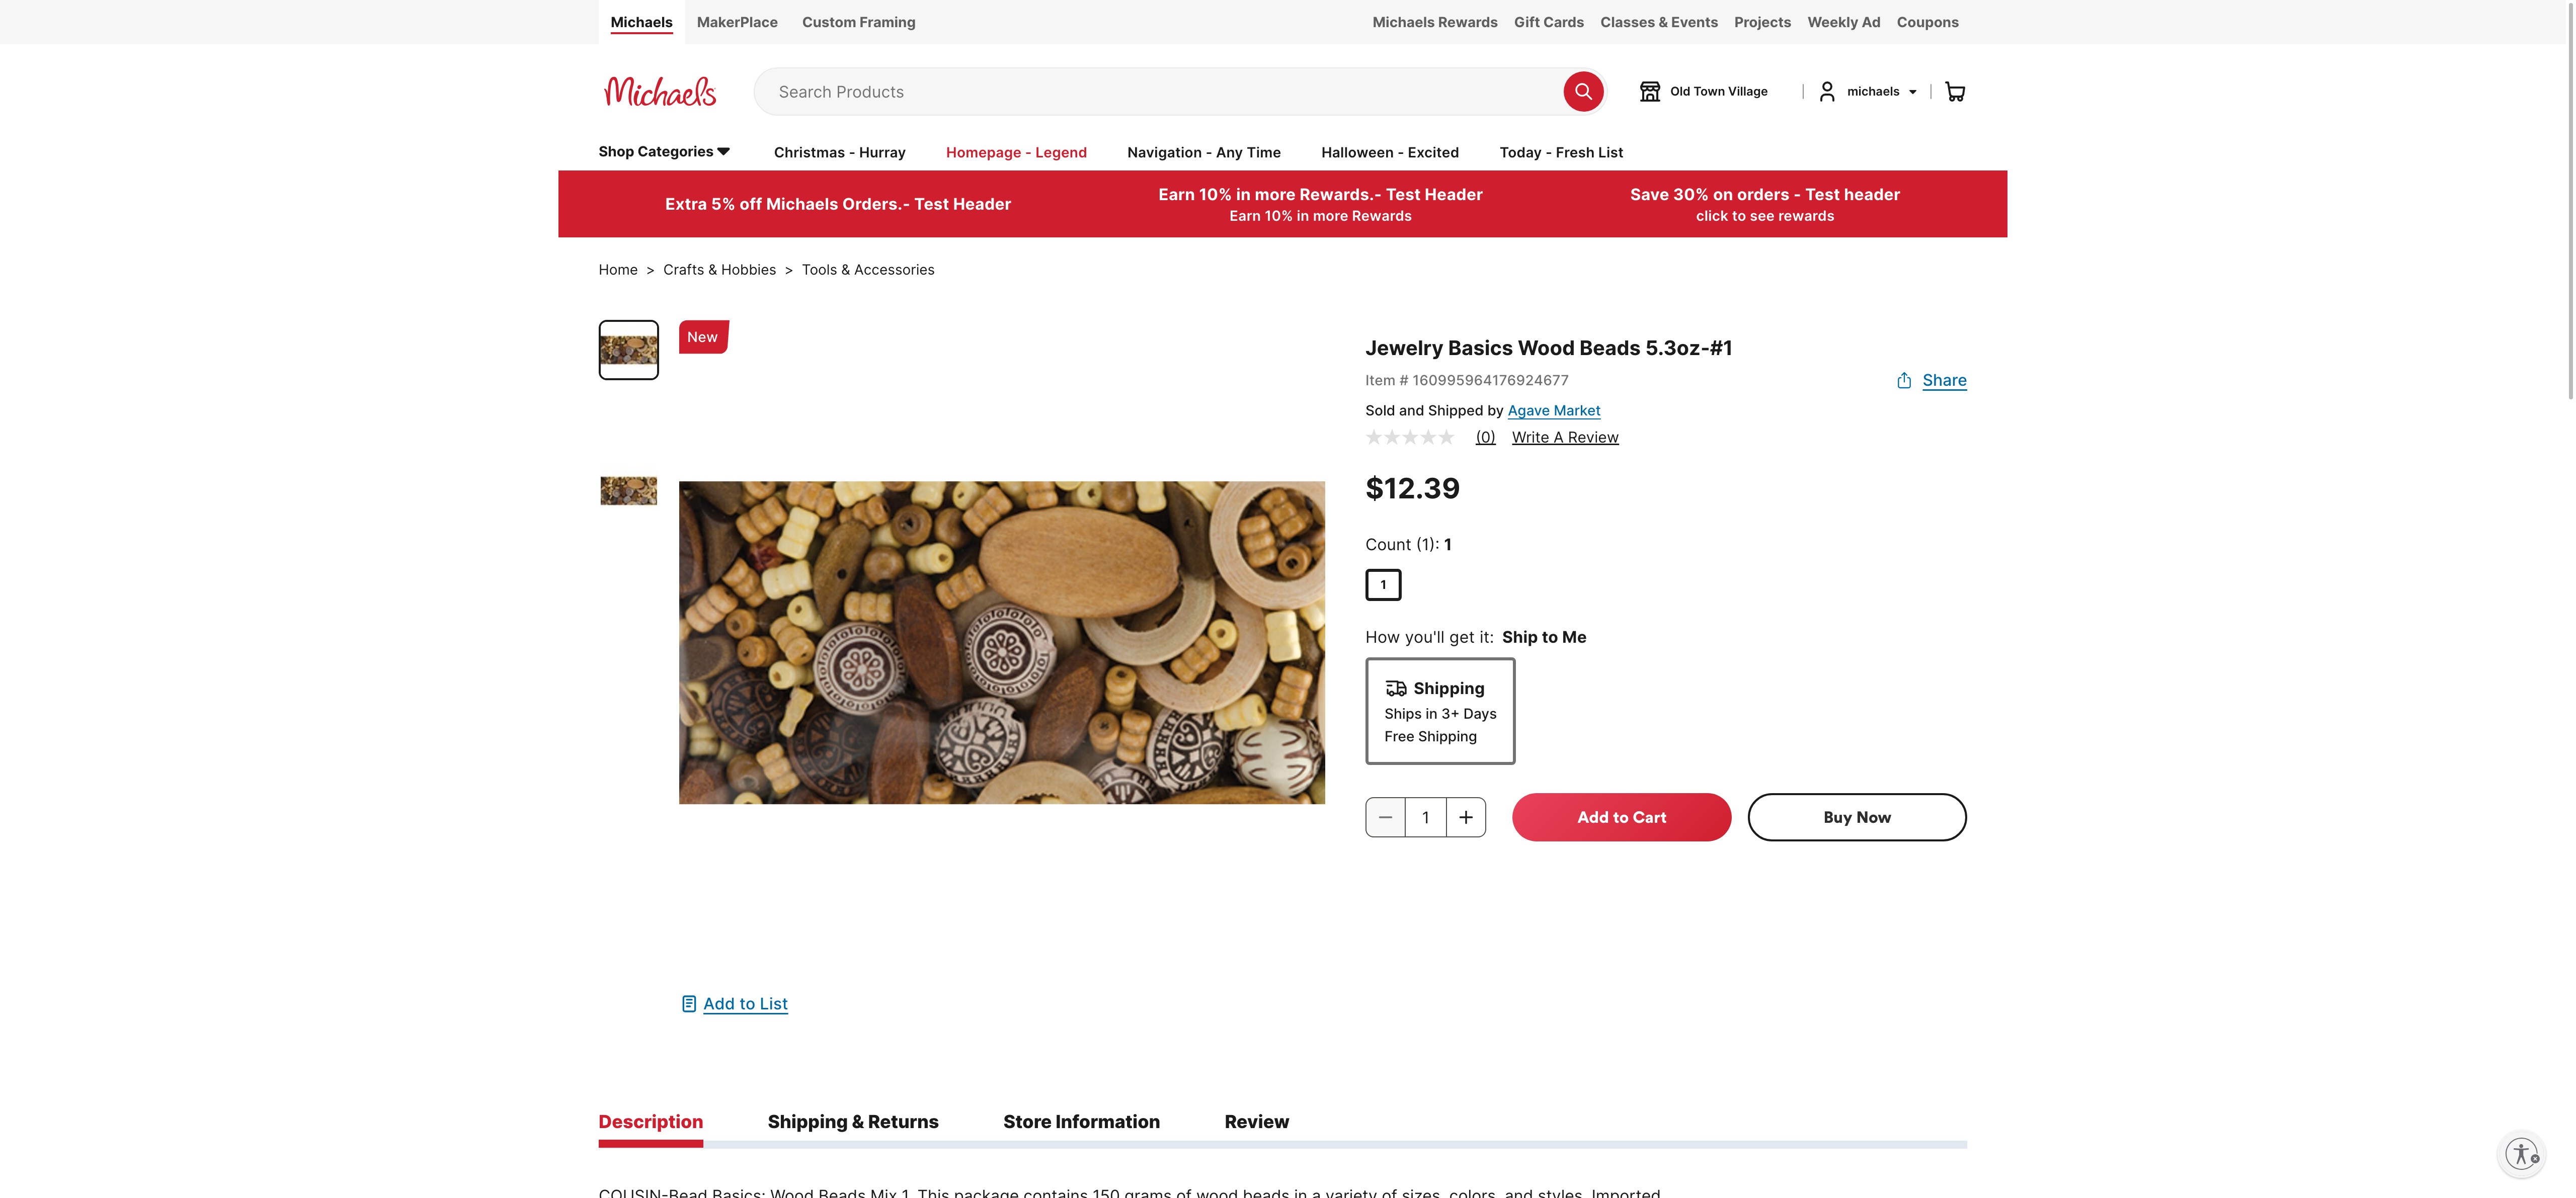 Michaels MakerPlace Custom Framing Michaels Rewards Gift Cards Classes & Events Projects Weekly Ad Coupons
Michaels Search Products Old Town Village michaels
Shop Categories Christmas - Hurray Homepage - Legend Navigation - Any Time Halloween - Excited Today - Fresh List
Extra 5% off Michaels Orders.- Test Header
Earn 10% in more Rewards.- Test Header
Earn 10% in more Rewards
Save 30% on orders - Test header
click to see rewards
Home > Crafts & Hobbies > Tools & Accessories
New
Jewelry Basics Wood Beads 5.3oz-#1
Item # 160995964176924677 Share
Sold and Shipped by Agave Market
(0) Write A Review
$12.39
Count (1): 1
1
How you'll get it: Ship to Me
Shipping
Ships in 3+ Days
Free Shipping
1 Add to Cart Buy Now
Add to List
Description Shipping & Returns Store Information Review
COUSIN-Bead Basics: Wood Beads Mix 1. This package contains 150 grams of wood beads in a variety of sizes, colors, and styles. Imported.